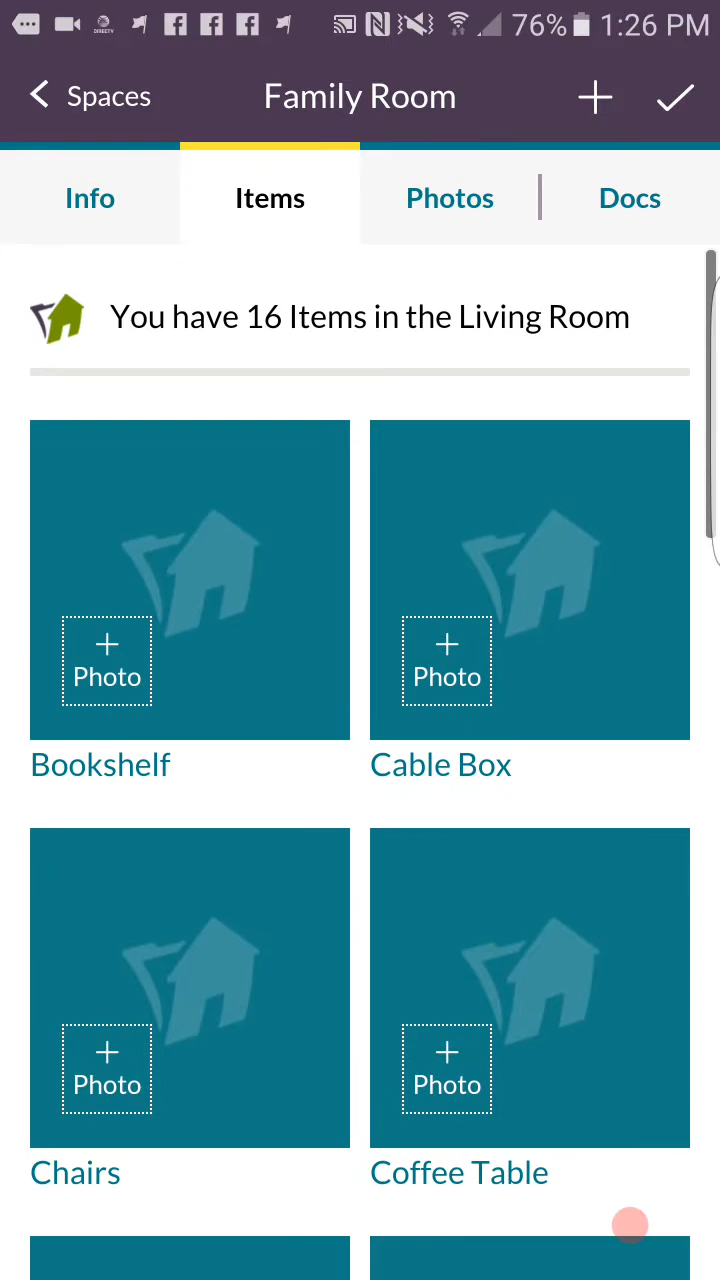 76% 1:26 PM
Spaces Family Room
Info Items Photos Docs
You have 16 Items in the Living Room
+ Photo
+ Photo
Bookshelf Cable Box
+ Photo
+ Photo
Chairs Coffee Table